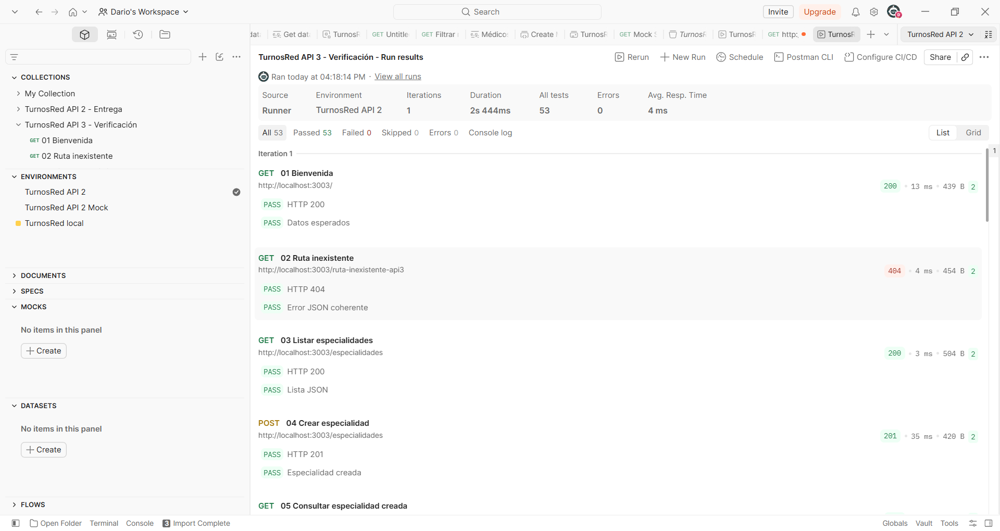 Dario's Workspace
Search
Invite
Upgrade
Get dat
TurnosR
GET Untitle
GET Filtrar
Médicos
Create
TurnosR
GET Mock
TurnosR
TurnosR
GET http:
TurnosR
TurnosRed API 2
COLLECTIONS
My Collection
TurnosRed API 2 - Entrega
TurnosRed API 3 - Verificación
GET 01 Bienvenida
GET 02 Ruta inexistente
ENVIRONMENTS
TurnosRed API 2
TurnosRed API 2 Mock
TurnosRed local
DOCUMENTS
SPECS
MOCKS
No items in this panel
Create
DATASETS
No items in this panel
Create
FLOWS
TurnosRed API 3 - Verificación - Run results
Rerun
New Run
Schedule
Postman CLI
Configure CI/CD
Share
Ran today at 04:18:14 PM · View all runs
Source Environment Iterations Duration All tests Errors Avg. Resp. Time
Runner TurnosRed API 2 1 2s 444ms 53 0 4 ms
All 53 Passed 53 Failed 0 Skipped 0 Errors 0 Console log
List Grid
Iteration 1
1
GET 01 Bienvenida
http://localhost:3003/
200 • 13 ms • 439 B 2
PASS HTTP 200
PASS Datos esperados
GET 02 Ruta inexistente
http://localhost:3003/ruta-inexistente-api3
404 • 4 ms • 454 B 2
PASS HTTP 404
PASS Error JSON coherente
GET 03 Listar especialidades
http://localhost:3003/especialidades
200 • 3 ms • 504 B 2
PASS HTTP 200
PASS Lista JSON
POST 04 Crear especialidad
http://localhost:3003/especialidades
201 • 35 ms • 420 B 2
PASS HTTP 201
PASS Especialidad creada
GET 05 Consultar especialidad creada
Open Folder Terminal Console 3 Import Complete
Globals Vault Tools